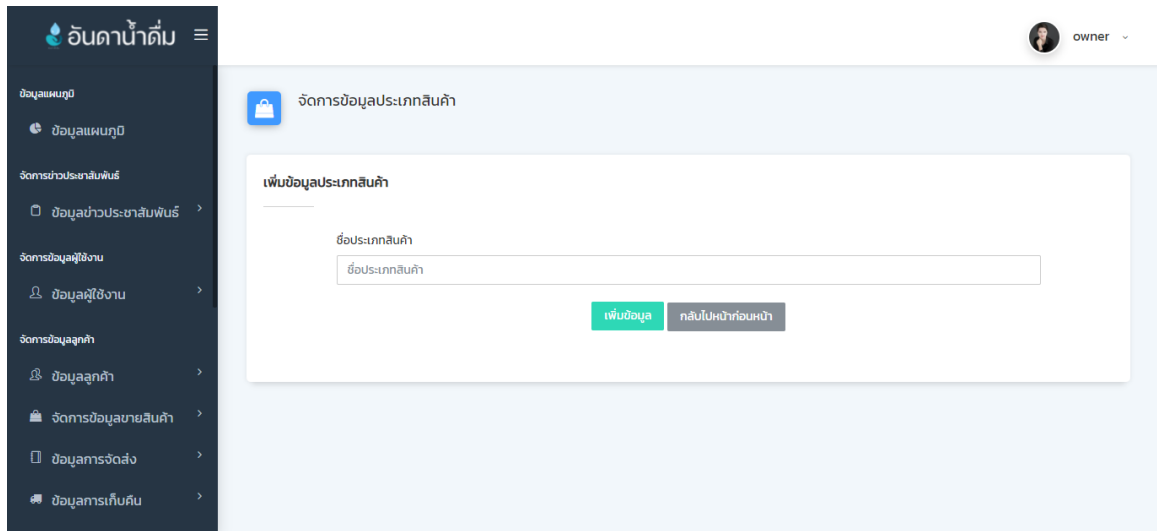 อันดาน้ำดื่ม
owner
ข้อมูลแผนภูมิ
ข้อมูลแผนภูมิ
จัดการข่าวประชาสัมพันธ์
ข้อมูลข่าวประชาสัมพันธ์
จัดการข้อมูลผู้ใช้งาน
ข้อมูลผู้ใช้งาน
จัดการข้อมูลลูกค้า
ข้อมูลลูกค้า
จัดการข้อมูลขายสินค้า
ข้อมูลการจัดส่ง
ข้อมูลการเก็บคืน
จัดการข้อมูลประเภทสินค้า
เพิ่มข้อมูลประเภทสินค้า
ชื่อประเภทสินค้า
ชื่อประเภทสินค้า
เพิ่มข้อมูล กลับไปหน้าก่อนหน้า